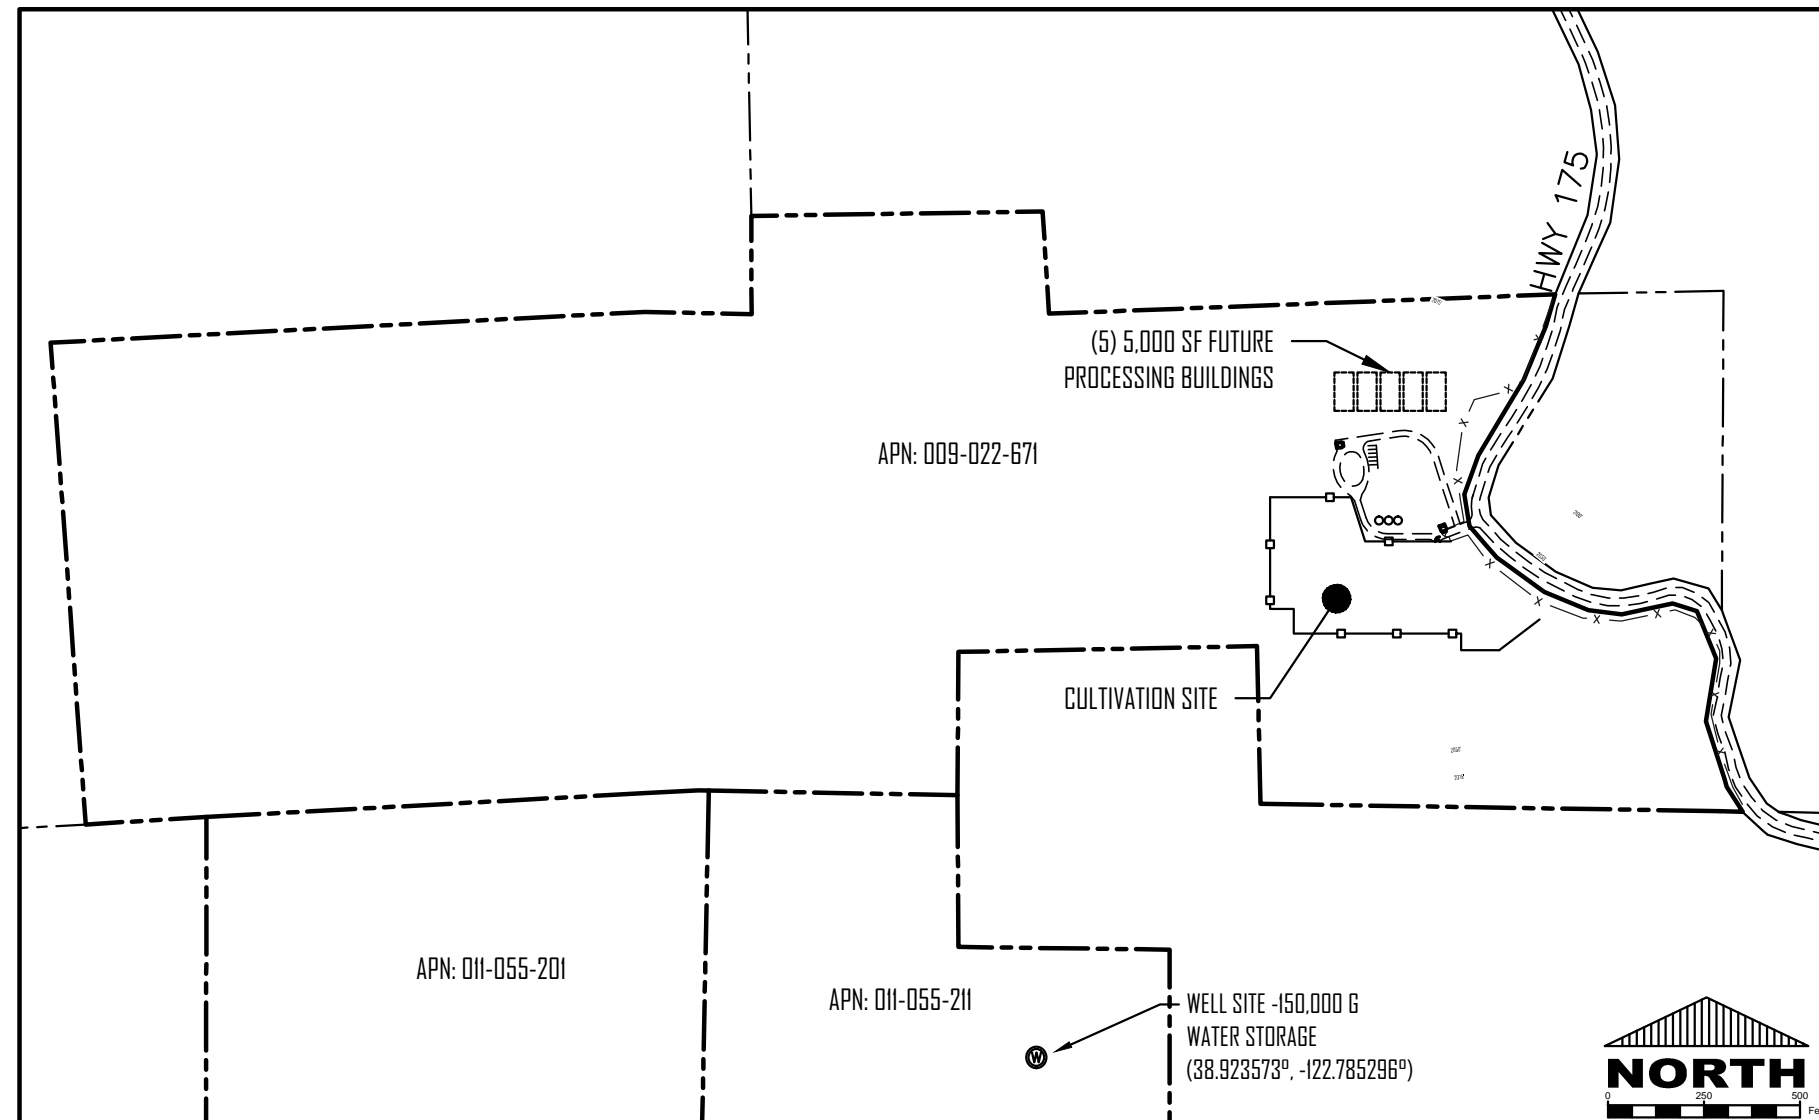 HWY 175
(5) 5,000 SF FUTURE
PROCESSING BUILDINGS
APN: 009-022-671
CULTIVATION SITE
APN: 011-055-201
APN: 011-055-211
WELL SITE -150,000 G
WATER STORAGE
(38.923573°, -122.785296°)
W
NORTH
0 250 500